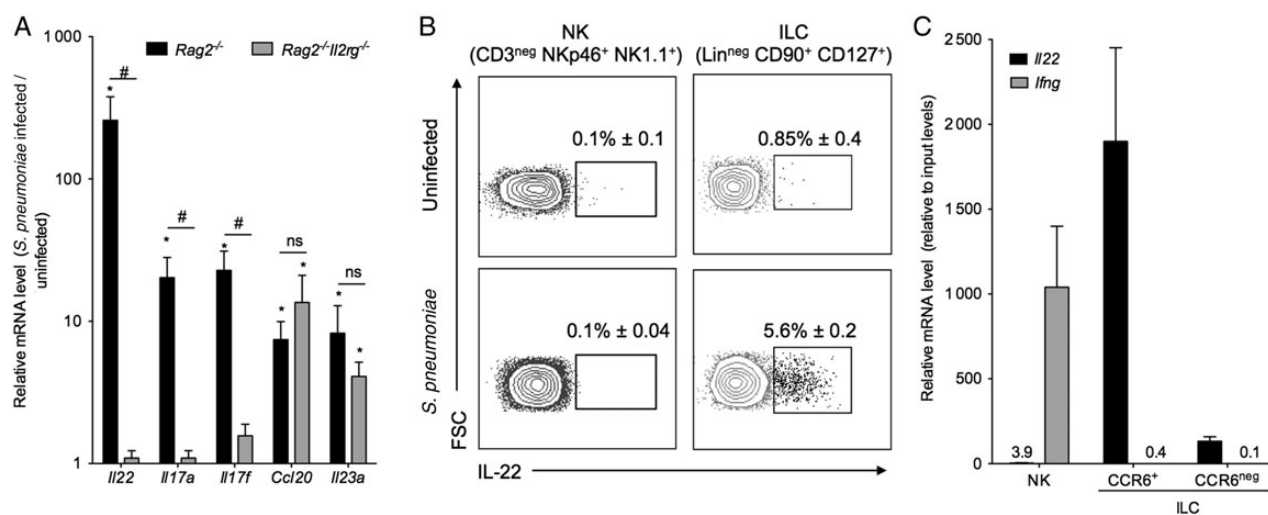 A
Relative mRNA level (S. pneumoniae infected /
uninfected)
1 000
100
10
1
Rag2-/-
Rag2-/-Il2rg-/-
#
*
#
*
#
*
ns
*
*
ns
*
*
Il22
Il17a
Il17f
Ccl20
Il23a
B
NK
(CD3neg NKp46+ NK1.1+)
ILC
(Linneg CD90+ CD127+)
Uninfected
0.1% ± 0.1
0.85% ± 0.4
S. pneumoniae
0.1% ± 0.04
5.6% ± 0.2
FSC
IL-22
C
Relative mRNA level (relative to input levels)
2 500
2 000
1500
1000
500
0
Il22
Ifng
3.9
0.4
0.1
NK
CCR6+
CCR6neg
ILC